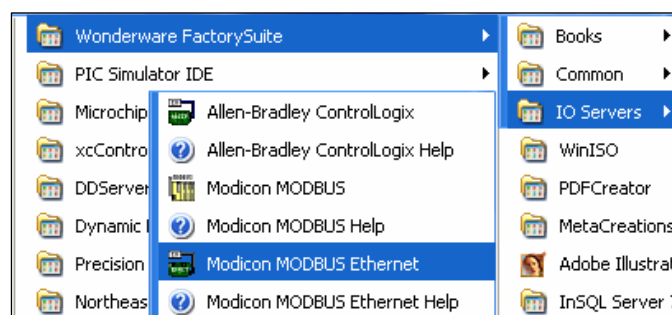 Wonderware FactorySuite
PIC Simulator IDE
Microchip
xcContro
DDServer
Dynamic
Precision
Northeas
Allen-Bradley ControlLogix
Allen-Bradley ControlLogix Help
Modicon MODBUS
Modicon MODBUS Help
Modicon MODBUS Ethernet
Modicon MODBUS Ethernet Help
Books
Common
IO Servers
WinISO
PDFCreator
MetaCreations
Adobe Illustrat
InSQL Server